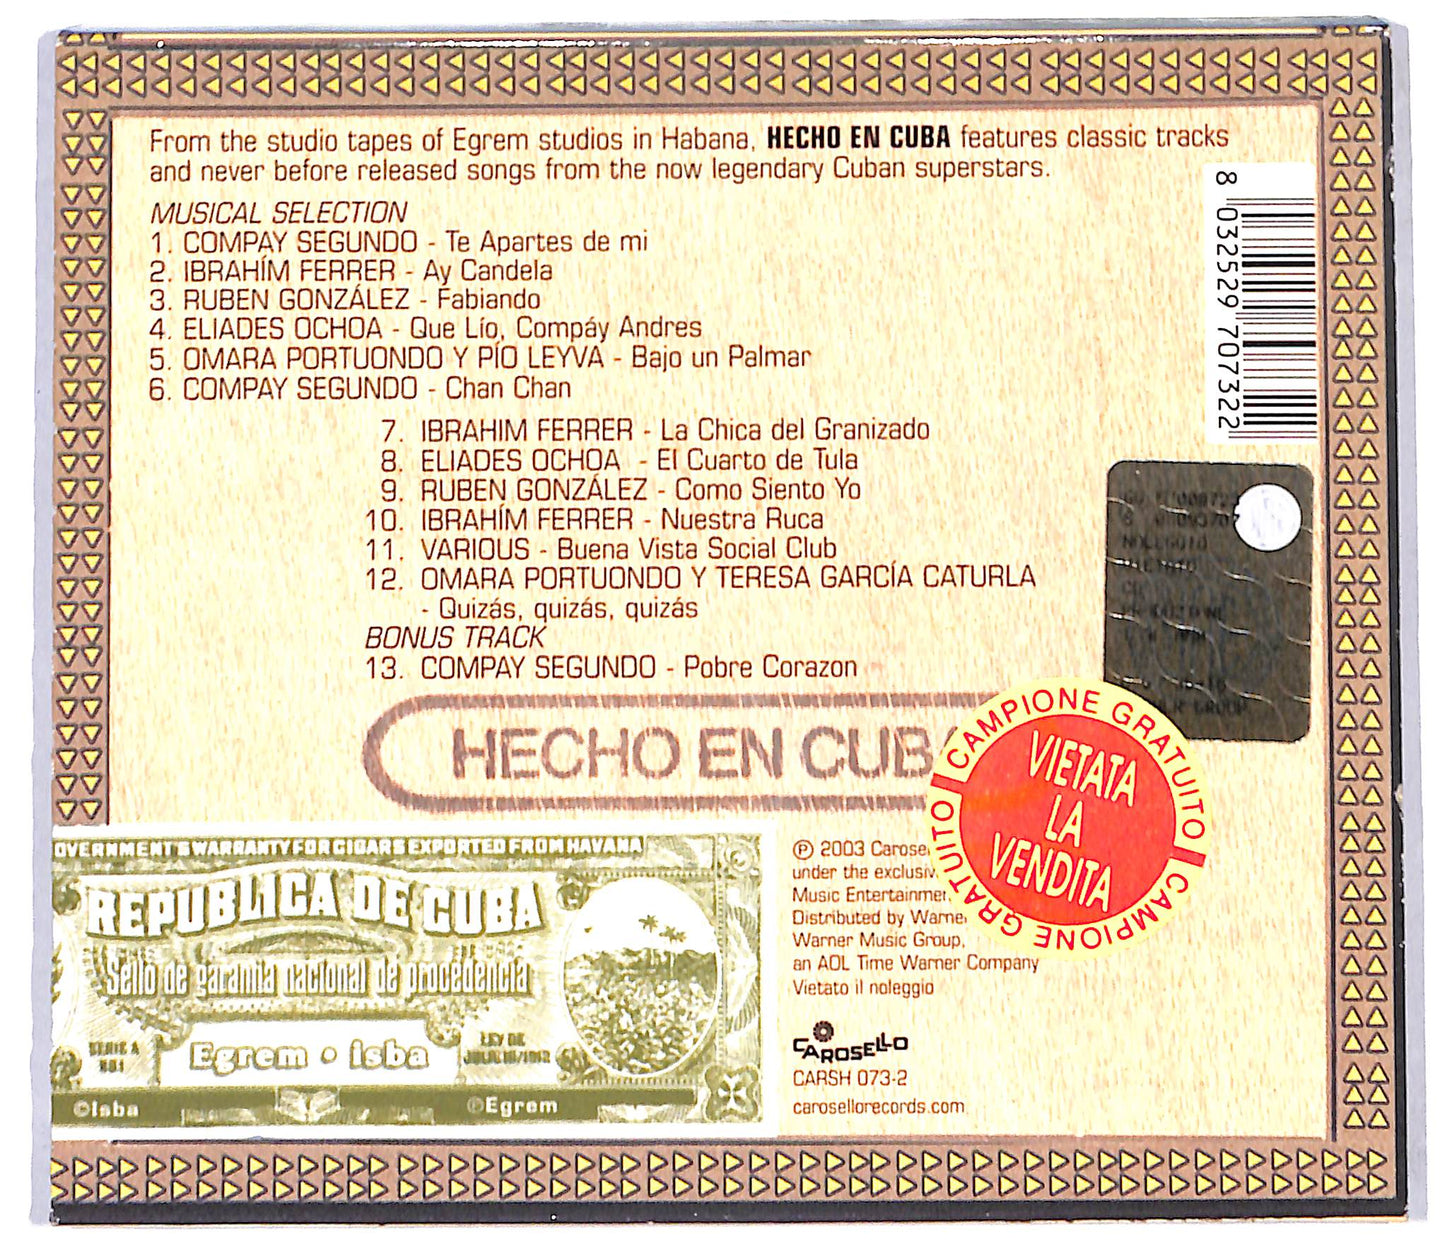 From the studio tapes of Egrem studios in Habana, HECHO EN CUBA features classic tracks
and never before released songs from the now legendary Cuban superstars.
MUSICAL SELECTION
1. COMPAY SEGUNDO - Te Apartes de mi
2. IBRAHÍM FERRER - Ay Candela
3. RUBEN GONZÁLEZ - Fabiando
4. ELIADES OCHOA - Que Lío, Compáy Andres
5. OMARA PORTUONDO Y PÍO LEYVA - Bajo un Palmar
6. COMPAY SEGUNDO - Chan Chan
7. IBRAHIM FERRER - La Chica del Granizado
8. ELIADES OCHOA - El Cuarto de Tula
9. RUBEN GONZÁLEZ - Como Siento Yo
10. IBRAHÍM FERRER - Nuestra Ruca
11. VARIOUS - Buena Vista Social Club
12. OMARA PORTUONDO Y TERESA GARCÍA CATURLA
- Quizás, quizás, quizás
BONUS TRACK
13. COMPAY SEGUNDO - Pobre Corazon
8 032529 707322
HECHO EN CUB
CAMPIONE GRATUITO
CAMPIONE GRATUITO
VIETATA
LA
VENDITA
OVERNMENT'S WARRANTY FOR CIGARS EXPORTED FROM HAVANA
REPUBLICA DE CUBA
Sello de garantia nacional de procedencia
SERIE A
Egrem • isba
LEY DE
©Isba
©Egrem
℗ 2003 Carosel
under the exclusiv
Music Entertainmen
Distributed by Warner
Warner Music Group,
an AOL Time Warner Company
Vietato il noleggio
CAROSELLO
CARSH 073-2
carosellorecords.com